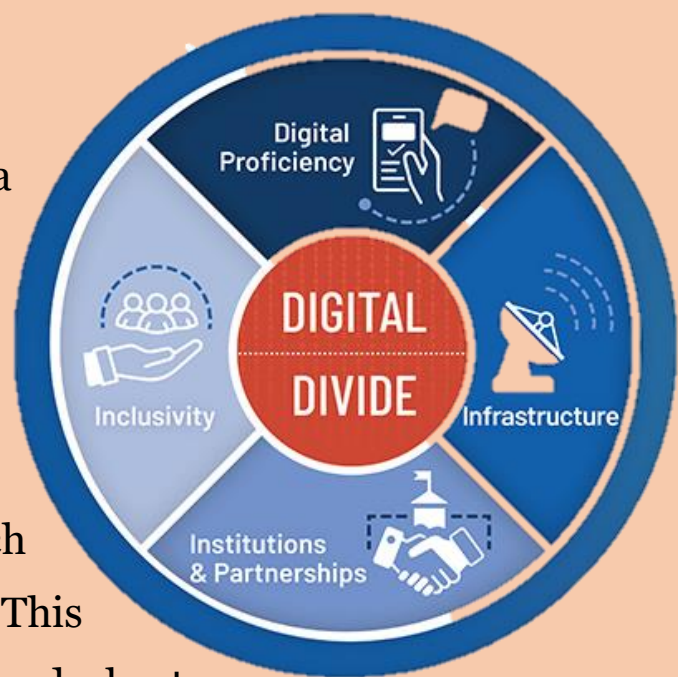 Digital
Proficiency
a
DIGITAL
DIVIDE
Inclusivity
Infrastructure
Institutions
& Partnerships
This